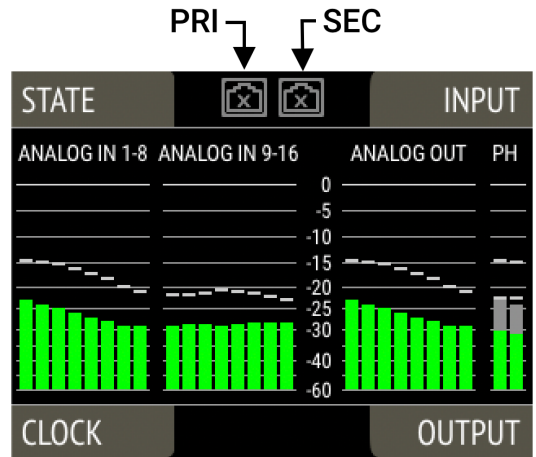 PRI SEC
STATE INPUT
ANALOG IN 1-8 ANALOG IN 9-16 ANALOG OUT PH
0
-5
-10
-15
-20
-25
-30
-40
-60
CLOCK OUTPUT